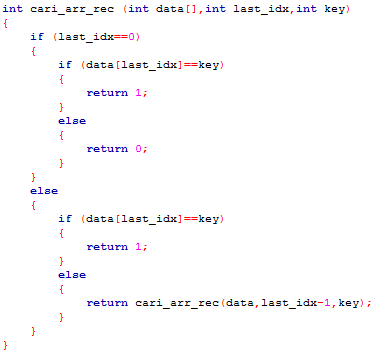 int cari_arr_rec (int data[],int last_idx,int key)
{
    if (last_idx==0)
    {
        if (data[last_idx]==key)
        {
            return 1;
        }
        else
        {
            return 0;
        }
    }
    else
    {
        if (data[last_idx]==key)
        {
            return 1;
        }
        else
        {
            return cari_arr_rec(data,last_idx-1,key);
        }
    }
}